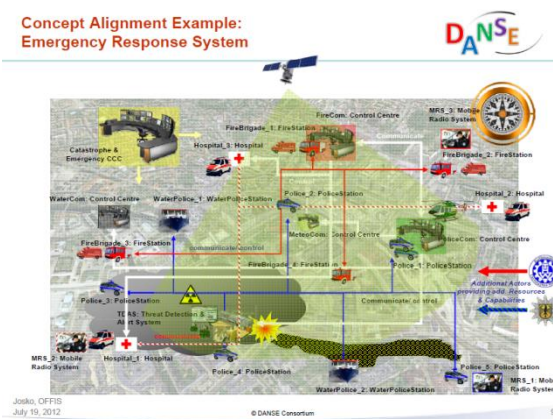 Concept Alignment Example:
Emergency Response System
DANSE
FireCom: Control Centre
MRS_3: Mobile
Radio System
FireBrigade_1: FireStation
Communicate
Catastrophe &
Emergency CCC
Hospital_3: Hospital
FireBrigade_2: FireStation
WaterCom: Control Centre
WaterPolice_1: WaterPoliceStation
Police_2: PoliceStation
Hospital_2: Hospital
MeteoCom: Control Centre
PoliceCom: Control Centre
FireBrigade_3: FireStation
communicate/control
FireBrigade_4: FireStation
Police_1: PoliceStation
Additional Actors
providing add. Resources
& Capabilities
Police_3: PoliceStation
Communicate/control
Threat Detection &
Alert System
MRS_2: Mobile
Radio System
Hospital_1: Hospital
Police_4: PoliceStation
Police_5: PoliceStation
WaterPolice_2: WaterPoliceStation
MRS_1: Mobi
Radio System
Josko, OFFIS
July 19, 2012
© DANSE Consortium
1